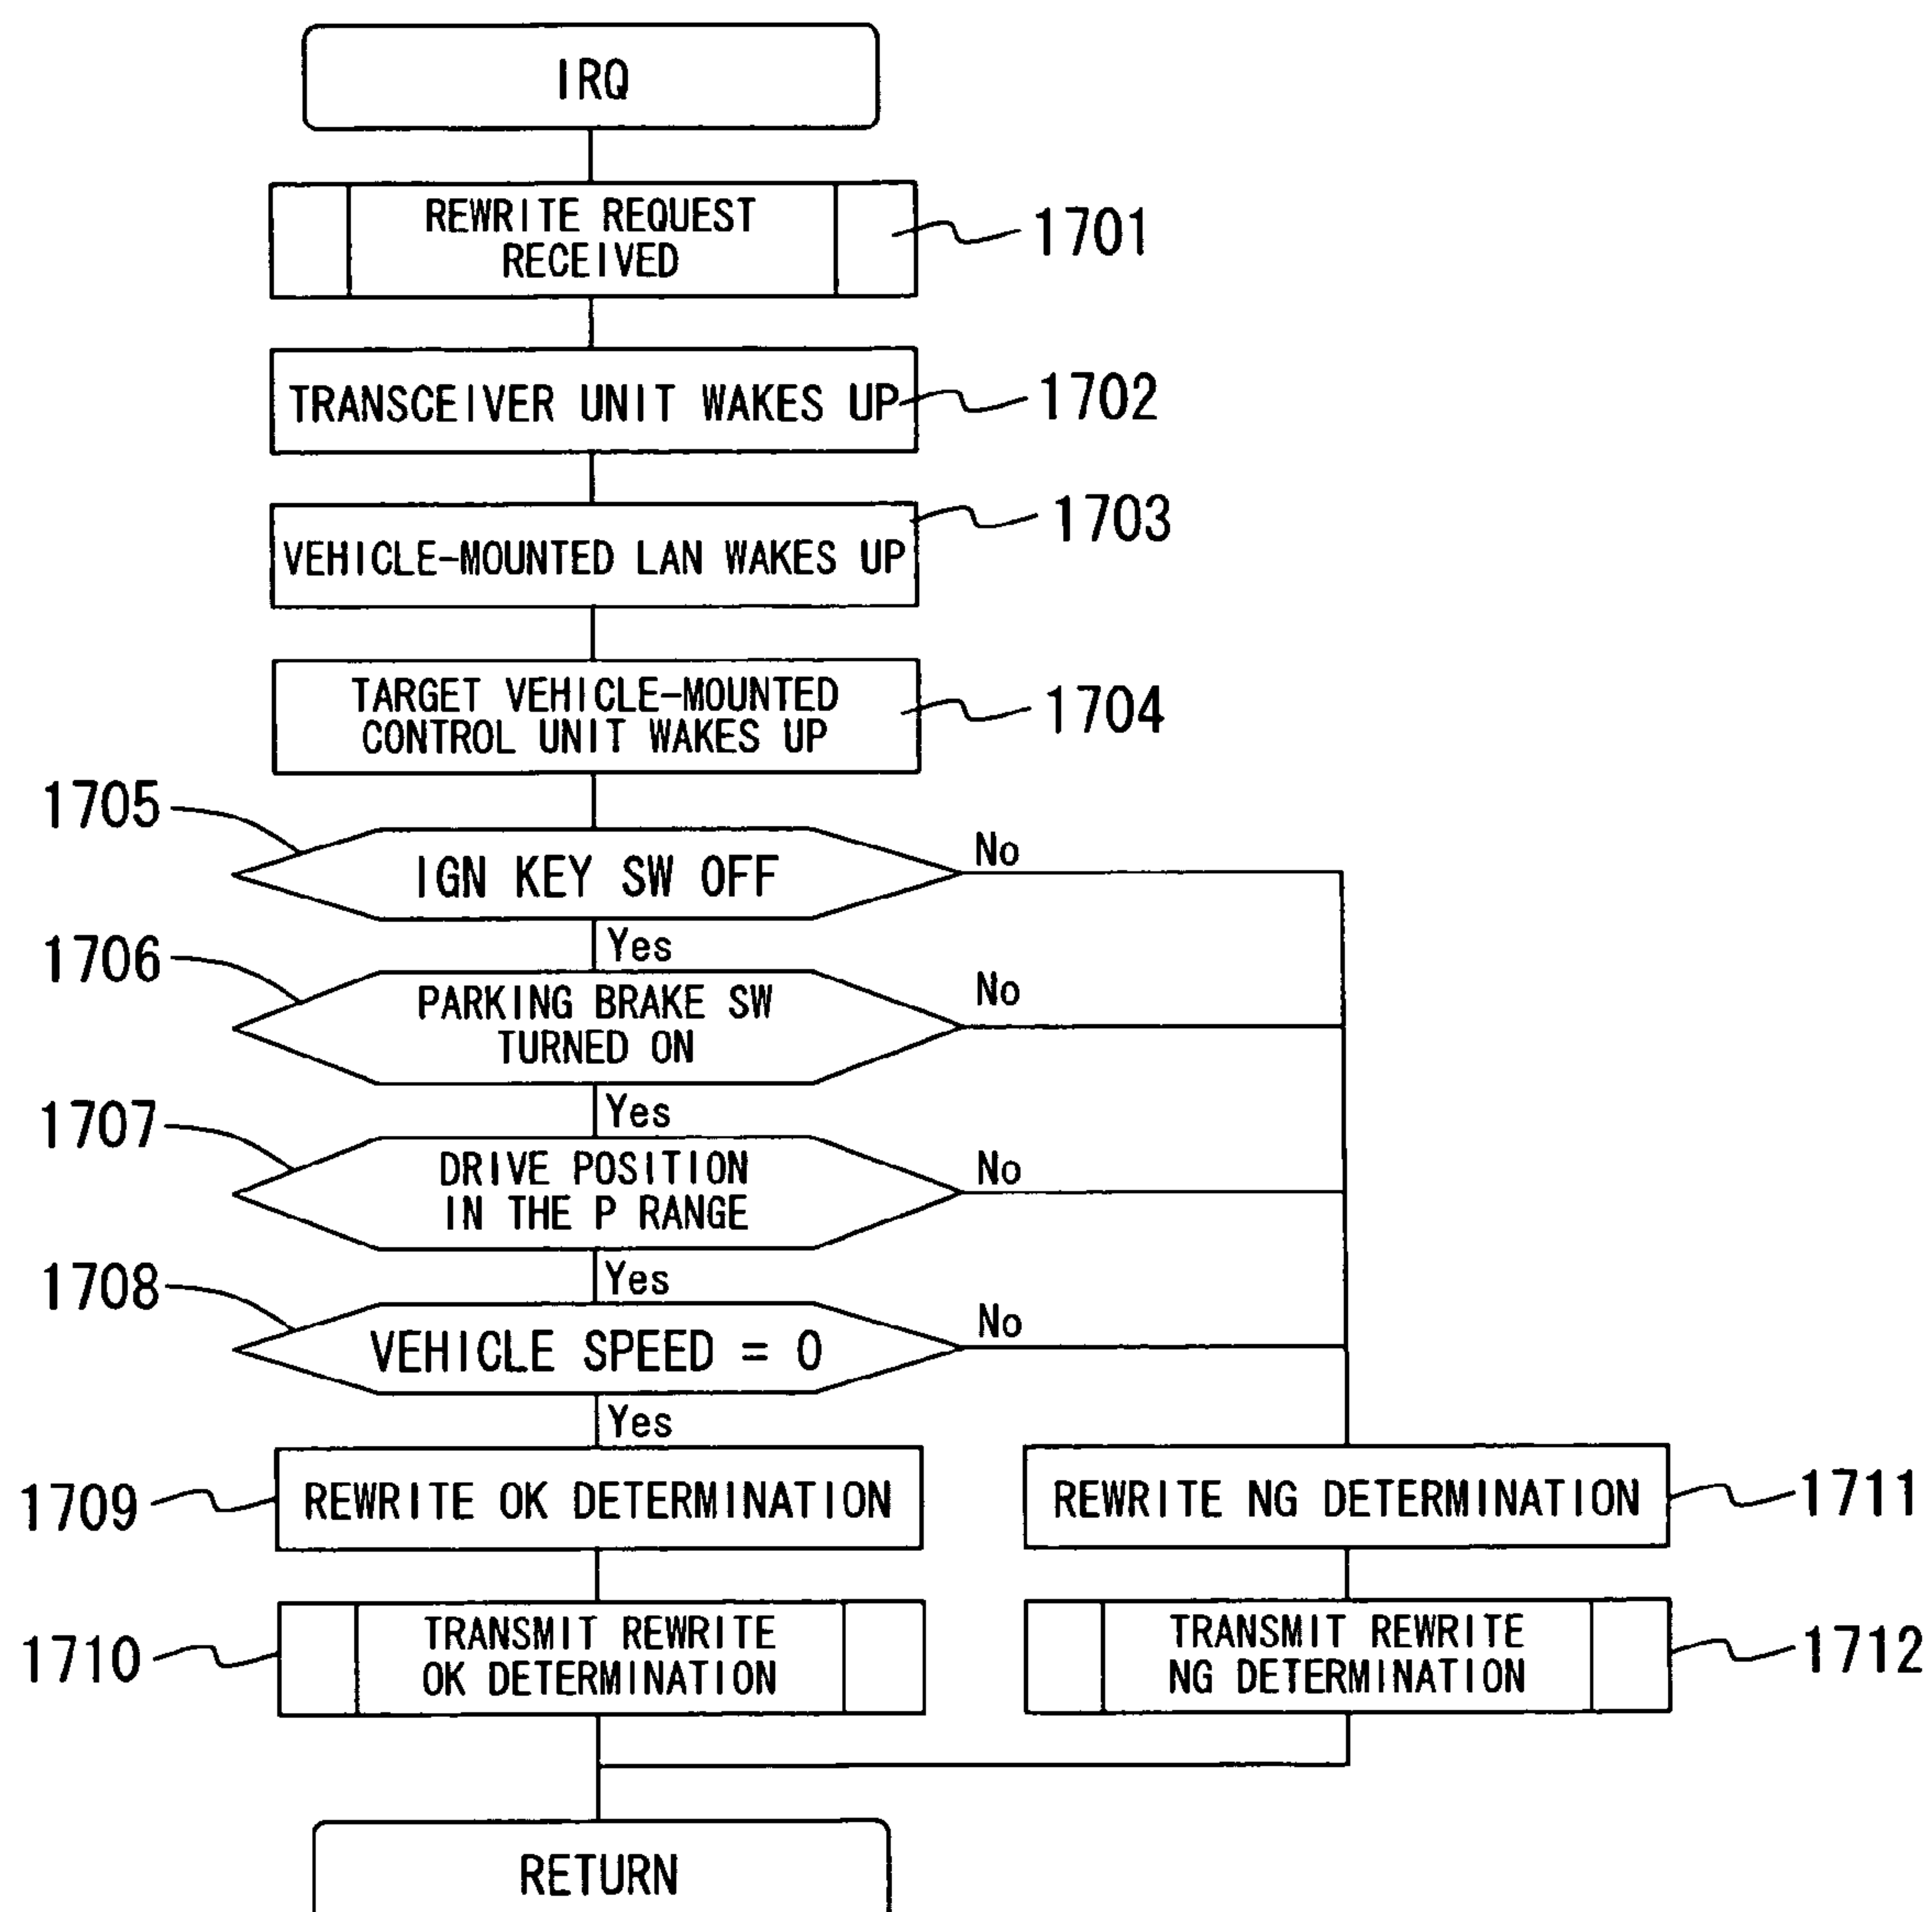 IRQ
REWRITE REQUEST
RECEIVED
1701
TRANSCEIVER UNIT WAKES UP
1702
VEHICLE-MOUNTED LAN WAKES UP
1703
TARGET VEHICLE-MOUNTED
CONTROL UNIT WAKES UP
1704
1705
IGN KEY SW OFF
No
Yes
1706
PARKING BRAKE SW
TURNED ON
No
Yes
1707
DRIVE POSITION
IN THE P RANGE
No
Yes
1708
VEHICLE SPEED = 0
No
Yes
1709
REWRITE OK DETERMINATION
REWRITE NG DETERMINATION
1711
1710
TRANSMIT REWRITE
OK DETERMINATION
TRANSMIT REWRITE
NG DETERMINATION
1712
RETURN